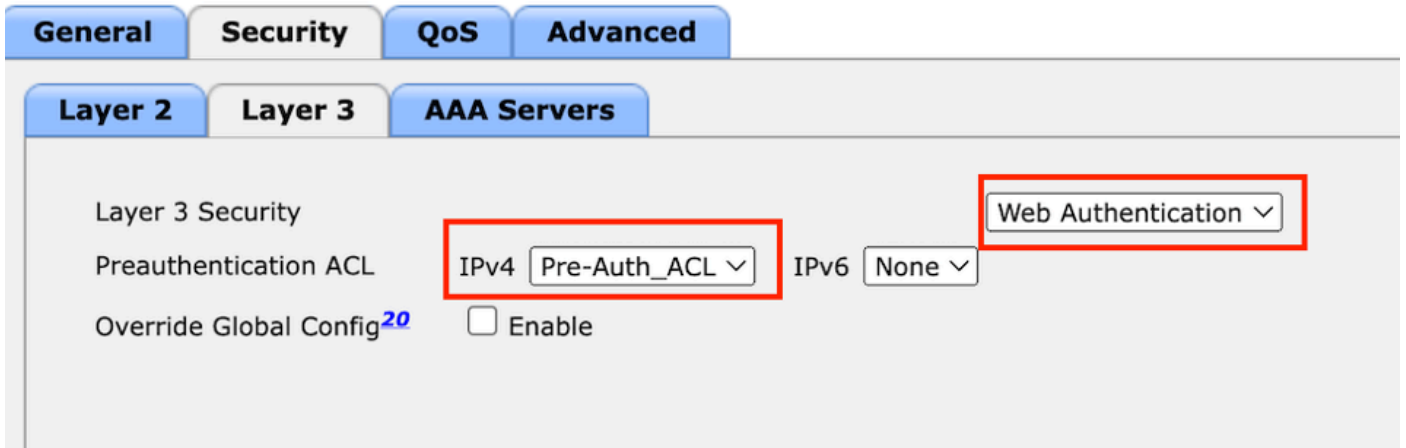 General Security QoS Advanced
Layer 2 Layer 3 AAA Servers
Layer 3 Security Web Authentication
Preauthentication ACL IPv4 Pre-Auth_ACL IPv6 None
Override Global Config20 Enable